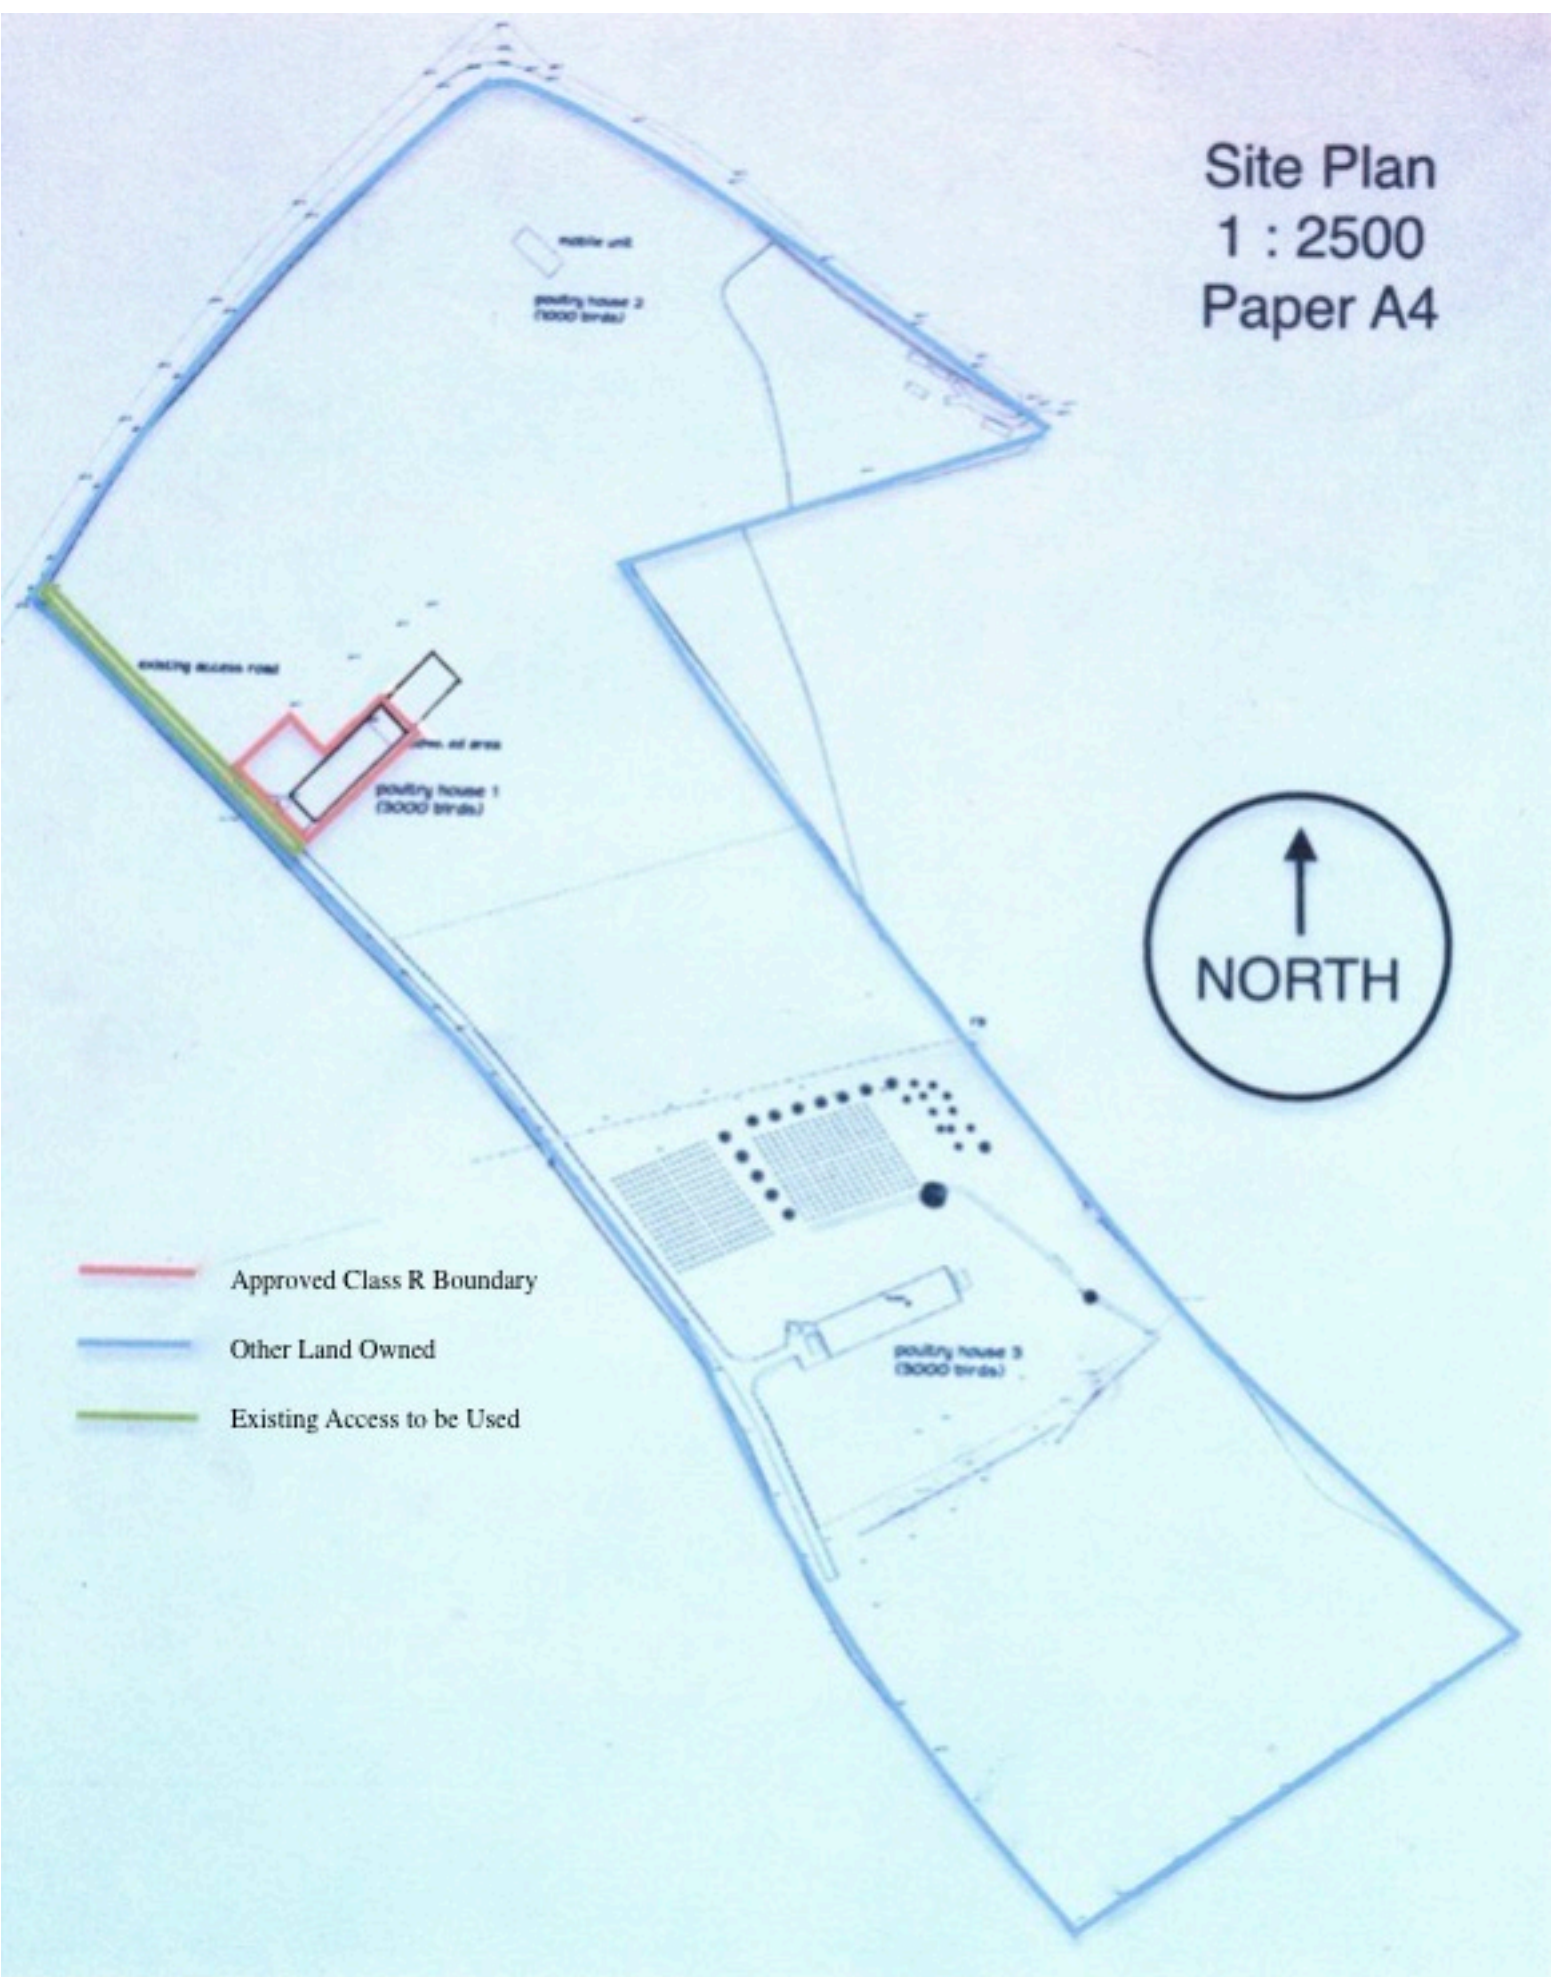 Site Plan
1 : 2500
Paper A4
mobile unit
poultry house 2
(1000 birds)
existing access road
area
poultry house 1
(3000 birds)
NORTH
Approved Class R Boundary
Other Land Owned
Existing Access to be Used
poultry house 3
(3000 birds)